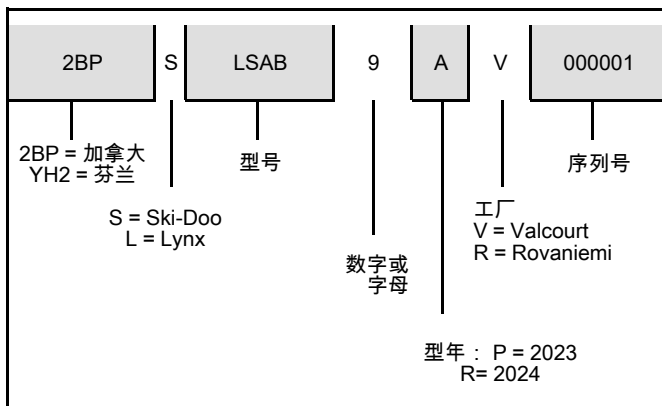 2BP S LSAB 9 A V 000001
2BP = 加拿大
YH2 = 芬兰
型号
序列号
S = Ski-Doo
L = Lynx
工厂
V = Valcourt
R = Rovaniemi
数字或
字母
型年 : P = 2023
R= 2024